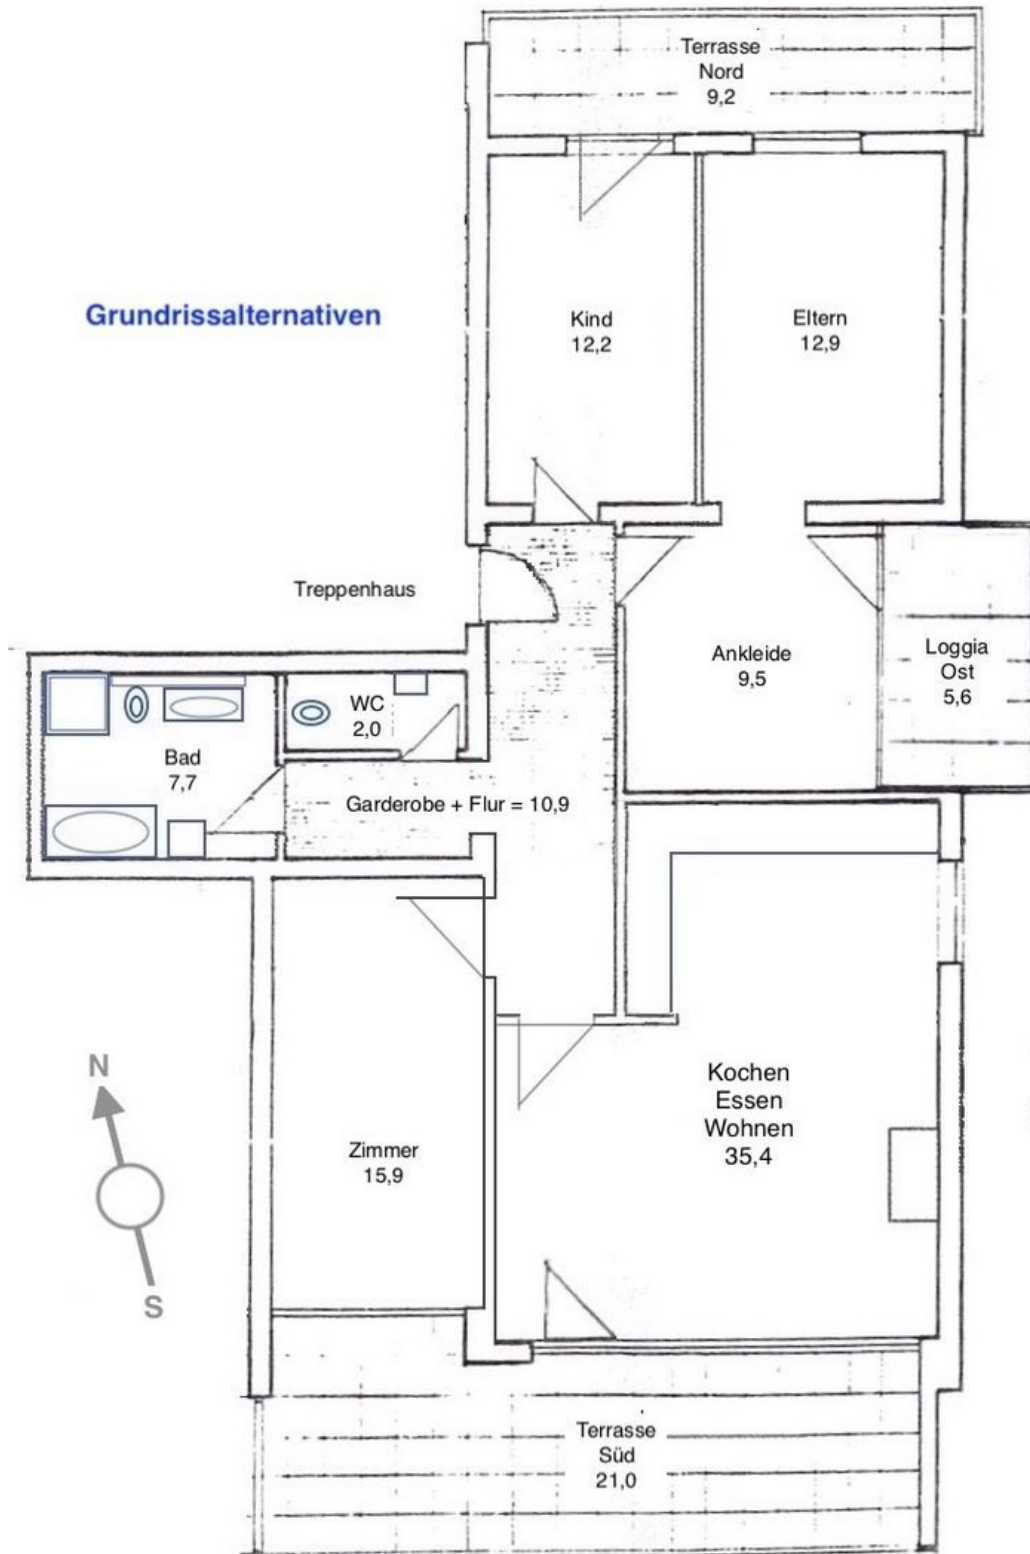 Terrasse
Nord
9,2
Grundrissalternativen
Kind
12,2
Eltern
12,9
Treppenhaus
Ankleide
9,5
Loggia
Ost
5,6
WC
2,0
Bad
7,7
Garderobe + Flur = 10,9
Kochen
Essen
Wohnen
35,4
N
Zimmer
15,9
S
Terrasse
Süd
21,0